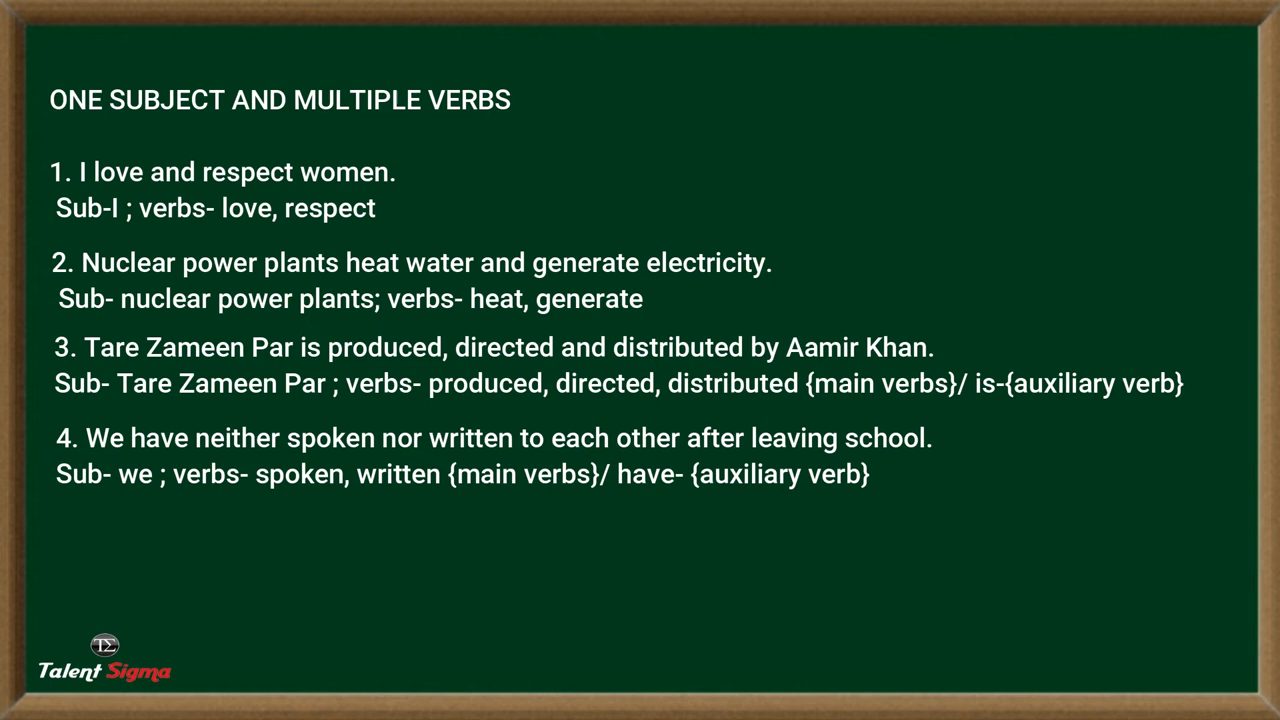 ONE SUBJECT AND MULTIPLE VERBS
1. I love and respect women.
Sub-I ; verbs- love, respect
2. Nuclear power plants heat water and generate electricity.
Sub- nuclear power plants; verbs- heat, generate
3. Tare Zameen Par is produced, directed and distributed by Aamir Khan.
Sub- Tare Zameen Par ; verbs- produced, directed, distributed {main verbs}/ is-{auxiliary verb}
4. We have neither spoken nor written to each other after leaving school.
Sub- we ; verbs- spoken, written {main verbs}/ have- {auxiliary verb}
TΣ
Talent Sigma